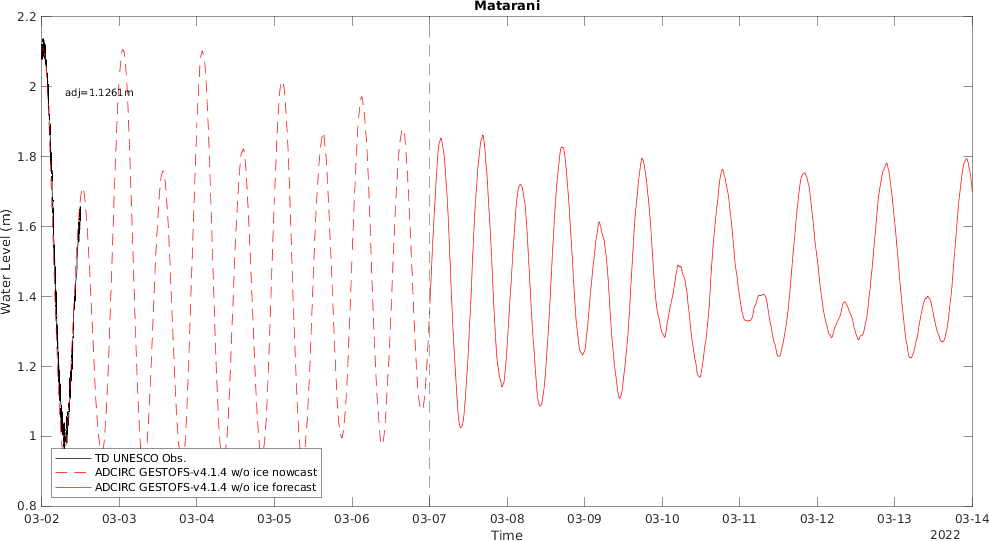 Matarani
2.2
2
1.8
1.6
1.4
1.2
1
0.8
Water Level (m)
adj=1.1261m
TD UNESCO Obs.
ADCIRC GESTOFS-v4.1.4 w/o ice nowcast
ADCIRC GESTOFS-v4.1.4 w/o ice forecast
03-02 03-03 03-04 03-05 03-06 03-07 03-08 03-09 03-10 03-11 03-12 03-13 03-14
Time
2022